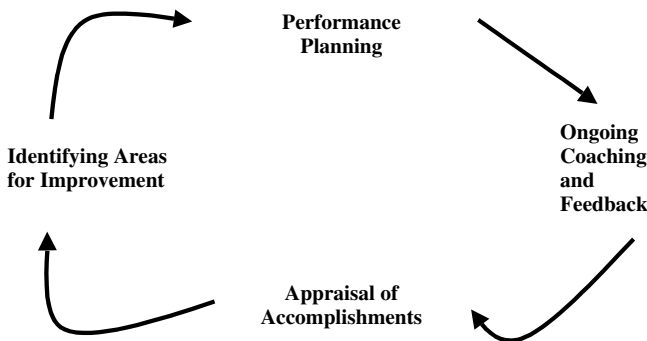 Performance
Planning
Ongoing
Coaching
and
Feedback
Identifying Areas
for Improvement
Appraisal of
Accomplishments